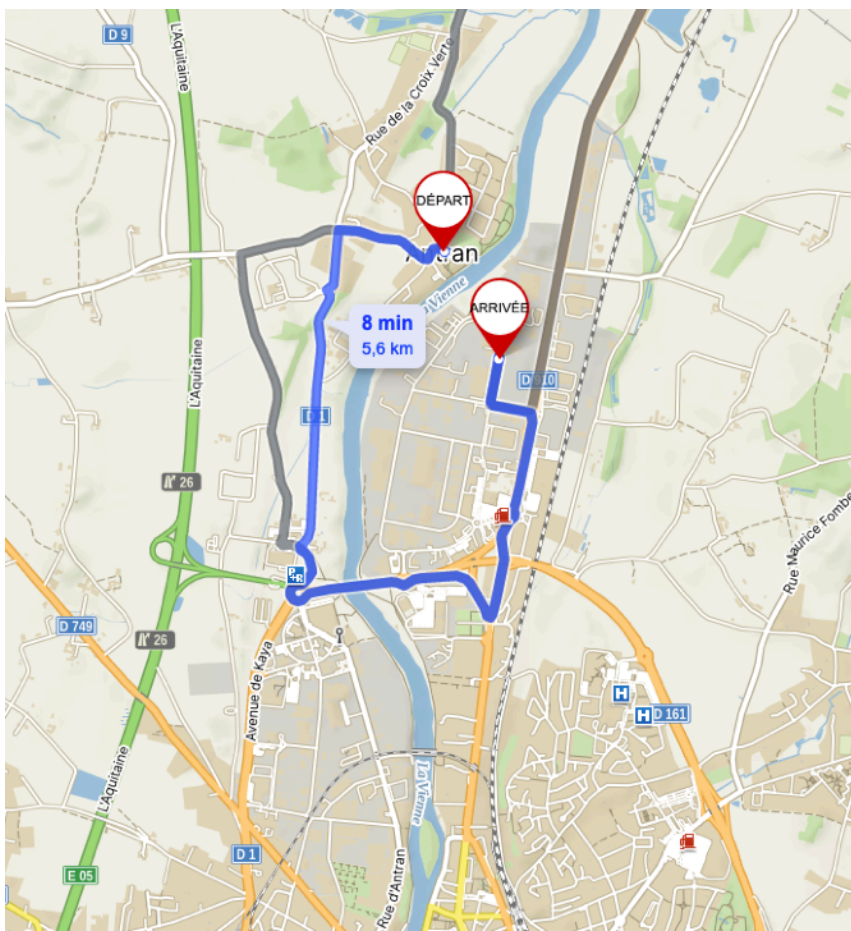 L'Aquitaine
D 9
Rue de la Croix Verte
DÉPART
Antran
La Vienne
ARRIVÉE
8 min
5,6 km
L'Aquitaine
D 1
26
P+R
Rue Maurice Fombe
D 749
26
Avenue de Kaya
H
H
D 161
L'Aquitaine
La Vienne
D 1
E 05
Rue d'Antran